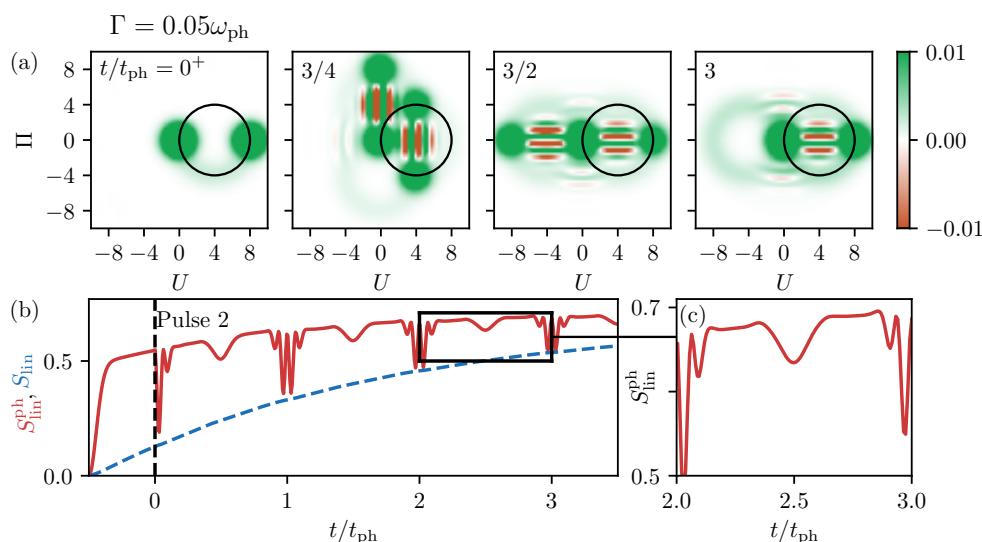 Γ = 0.05ω_ph
(a)
t/t_ph = 0⁺
3/4
3/2
3
8
4
0
−4
−8
Π
−8 −4 0 4 8
−8 −4 0 4 8
−8 −4 0 4 8
−8 −4 0 4 8
U
U
U
U
0.01
0.00
−0.01
(b)
Pulse 2
0.5
0.0
S_lin^ph, S_lin
0 1 2 3
t/t_ph
(c)
0.7
0.5
S_lin^ph
2.0 2.5 3.0
t/t_ph